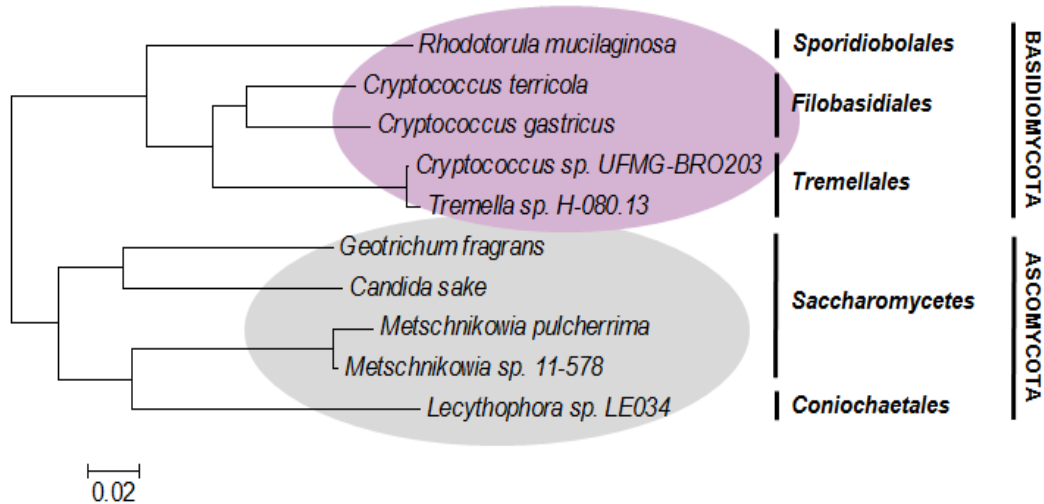 Rhodotorula mucilaginosa
Cryptococcus terricola
Cryptococcus gastricus
Cryptococcus sp. UFMG-BRO203
Tremella sp. H-080.13
Geotrichum fragrans
Candida sake
Metschnikowia pulcherrima
Metschnikowia sp. 11-578
Lecythophora sp. LE034
Sporidiobolales
Filobasidiales
Tremellales
Saccharomycetes
Coniochaetales
BASIDIOMYCOTA
ASCOMYCOTA
0.02